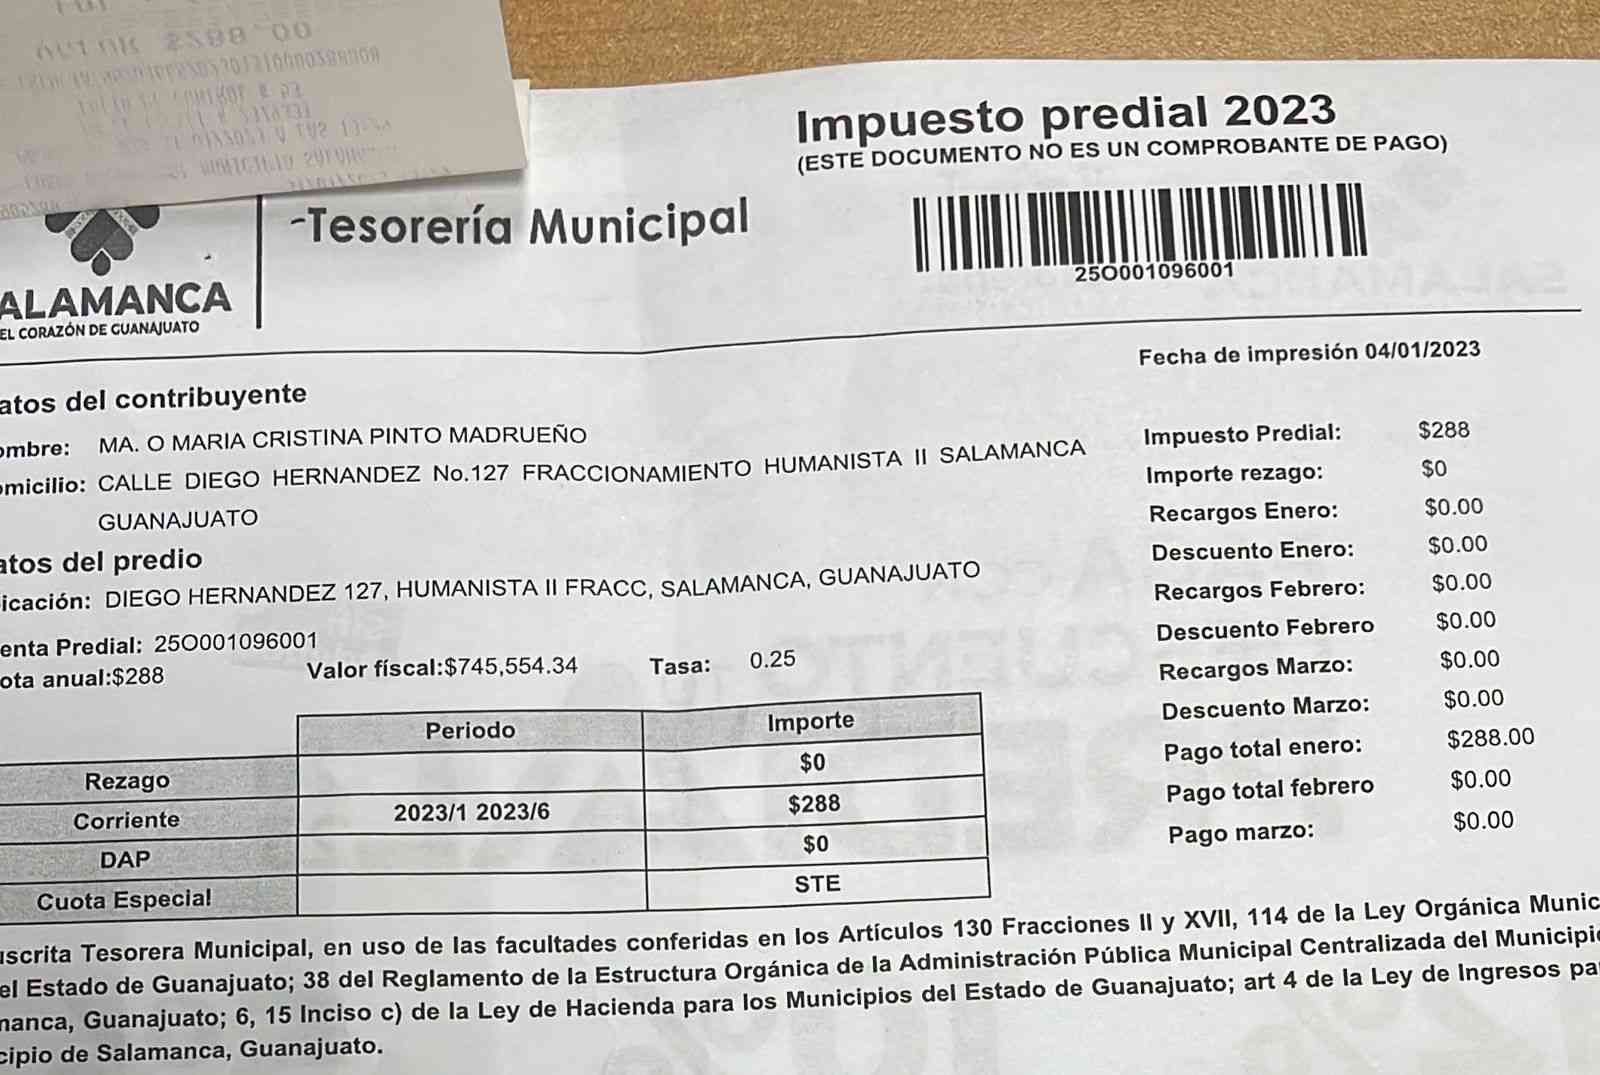 Impuesto predial 2023
(ESTE DOCUMENTO NO ES UN COMPROBANTE DE PAGO)
-Tesorería Municipal
25O001096001
ALAMANCA
EL CORAZÓN DE GUANAJUATO
Fecha de impresión 04/01/2023
atos del contribuyente
ombre: MA. O MARIA CRISTINA PINTO MADRUEÑO
omicilio: CALLE DIEGO HERNANDEZ No.127 FRACCIONAMIENTO HUMANISTA II SALAMANCA
GUANAJUATO
atos del predio
icación: DIEGO HERNANDEZ 127, HUMANISTA II FRACC, SALAMANCA, GUANAJUATO
enta Predial: 25O001096001
ota anual:$288 Valor físcal:$745,554.34 Tasa: 0.25
Periodo Importe
Rezago $0
Corriente 2023/1 2023/6 $288
DAP $0
Cuota Especial STE
Impuesto Predial: $288
Importe rezago: $0
Recargos Enero: $0.00
Descuento Enero: $0.00
Recargos Febrero: $0.00
Descuento Febrero $0.00
Recargos Marzo: $0.00
Descuento Marzo: $0.00
Pago total enero: $288.00
Pago total febrero $0.00
Pago marzo: $0.00
uscrita Tesorera Municipal, en uso de las facultades conferidas en los Artículos 130 Fracciones II y XVII, 114 de la Ley Orgánica Munic
el Estado de Guanajuato; 38 del Reglamento de la Estructura Orgánica de la Administración Pública Municipal Centralizada del Municipio
manca, Guanajuato; 6, 15 Inciso c) de la Ley de Hacienda para los Municipios del Estado de Guanajuato; art 4 de la Ley de Ingresos pa
cipio de Salamanca, Guanajuato.